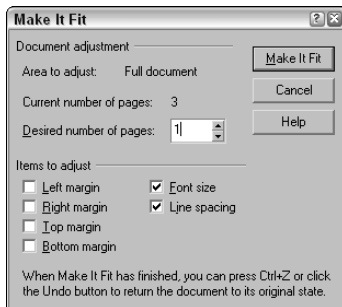 Make It Fit
Document adjustment
Area to adjust: Full document
Current number of pages: 3
Desired number of pages: 1
Make It Fit
Cancel
Help
Items to adjust
Left margin
Right margin
Top margin
Bottom margin
Font size
Line spacing
When Make It Fit has finished, you can press Ctrl+Z or click
the Undo button to return the document to its original state.